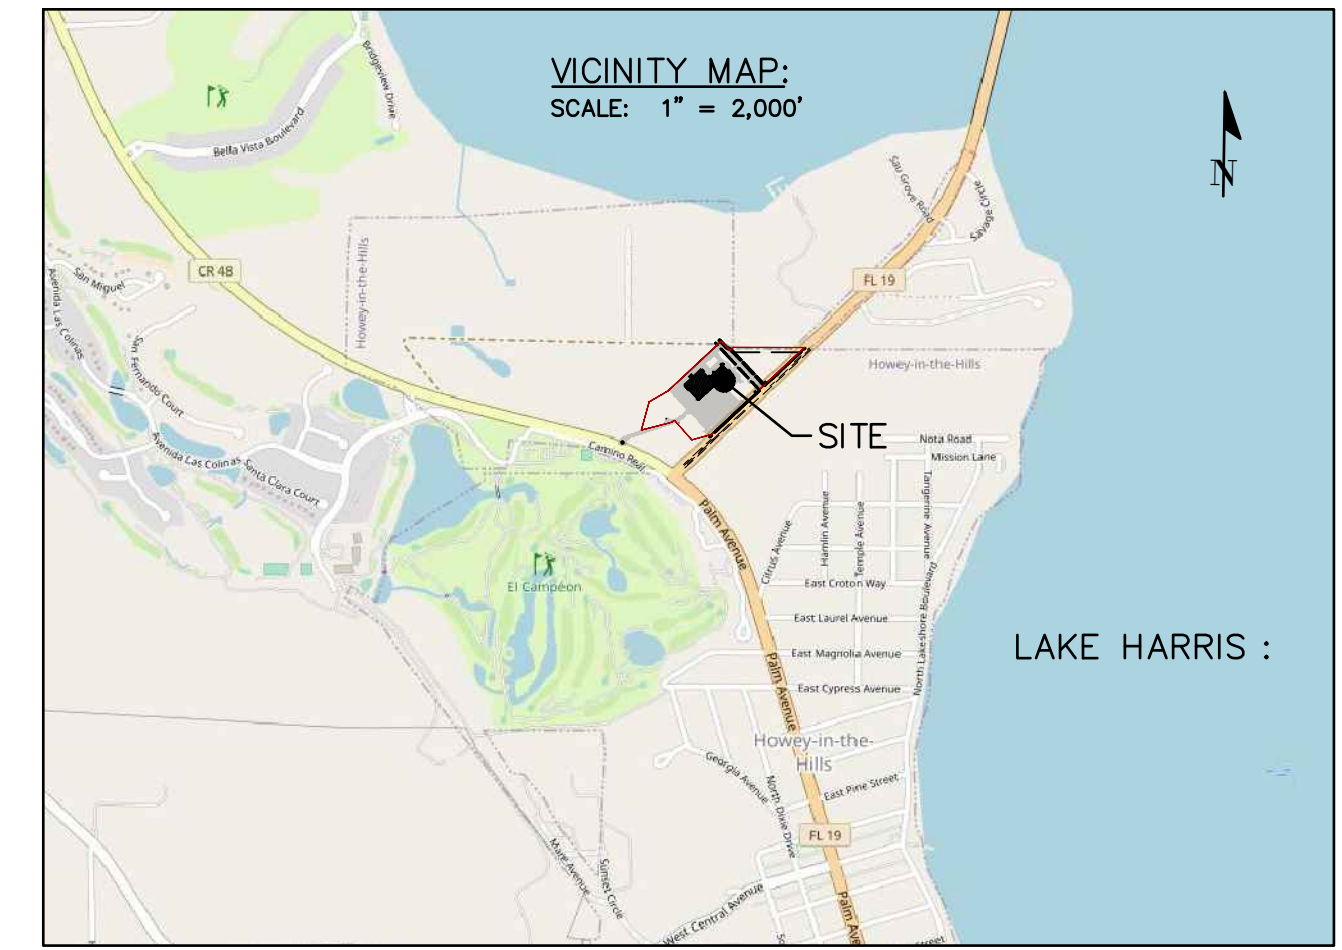 VICINITY MAP:
SCALE: 1" = 2,000'
N
Bridgeview Drive
Bella Vista Boulevard
CR 48
Howey-in-the-Hills
San Miguel
Avenida Las Colinas
San Fernando Court
Avenida Las Colinas
Santa Clara Court
Sau Grove Road
Savage Circle
FL 19
Howey-in-the-Hills
SITE
Camino Real
Nota Road
Mission Lane
Palm Avenue
Citrus Avenue
Hamlin Avenue
Temple Avenue
Tangerine Avenue
El Campeon
East Croton Way
East Laurel Avenue
North Lakeshore Boulevard
LAKE HARRIS :
East Magnolia Avenue
Palm Avenue
East Cypress Avenue
Howey-in-the-
Hills
Georgia Avenue
North Dixie Drive
East Pine Street
FL 19
Mare Avenue
Sunset Circle
West Central Avenue
Palm Ave
Street